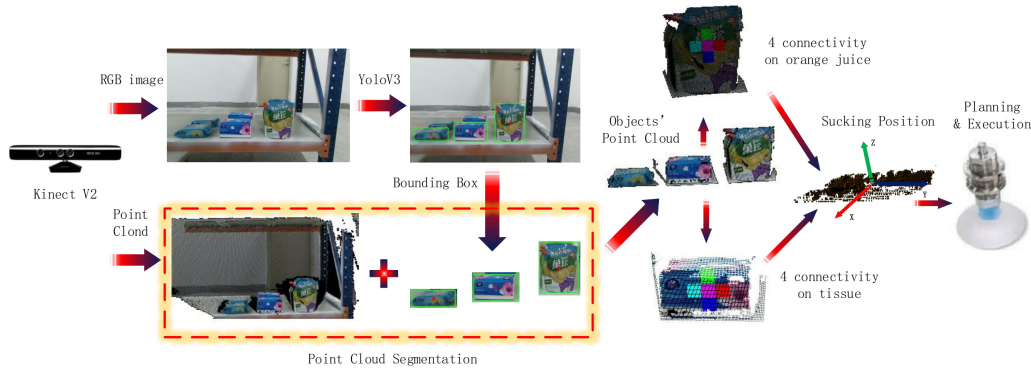 RGB image
YoloV3
Kinect V2
Bounding Box
Point
Clond
Point Cloud Segmentation
Objects'
Point Cloud
4 connectivity
on orange juice
4 connectivity
on tissue
Sucking Position
Z
X
Y
Planning
& Execution